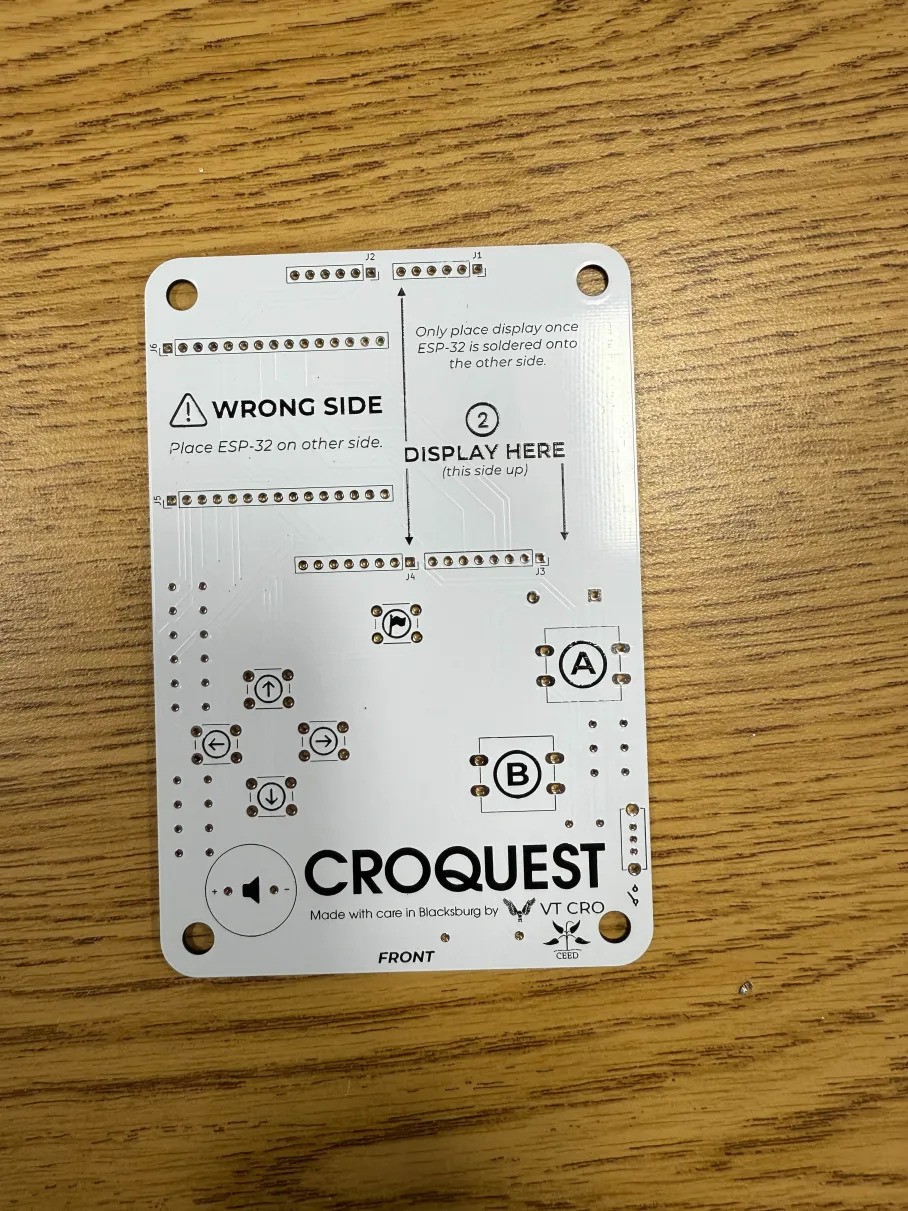 J2
J1
J6
Only place display once
ESP-32 is soldered onto
the other side.
WRONG SIDE
Place ESP-32 on other side.
2
DISPLAY HERE
(this side up)
J5
J4
J3
A
B
+
-
CROQUEST
Made with care in Blacksburg by VT CRO
CEED
FRONT